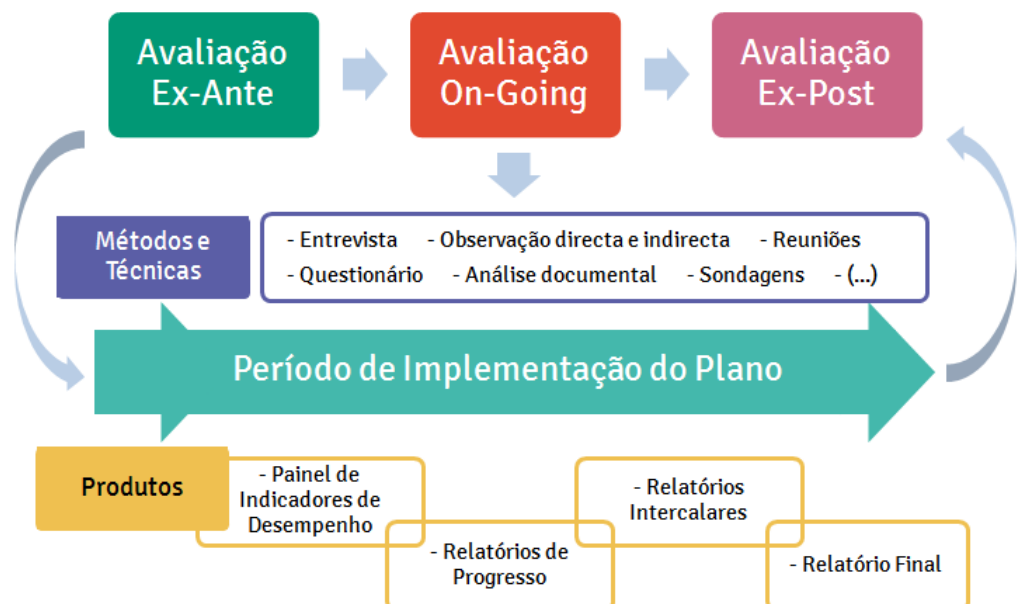 Avaliação
Ex-Ante
Avaliação
On-Going
Avaliação
Ex-Post
Métodos e
Técnicas
- Entrevista - Observação directa e indirecta - Reuniões
- Questionário - Análise documental - Sondagens - (...)
Período de Implementação do Plano
Produtos
- Painel de
Indicadores de
Desempenho
- Relatórios de
Progresso
- Relatórios
Intercalares
- Relatório Final